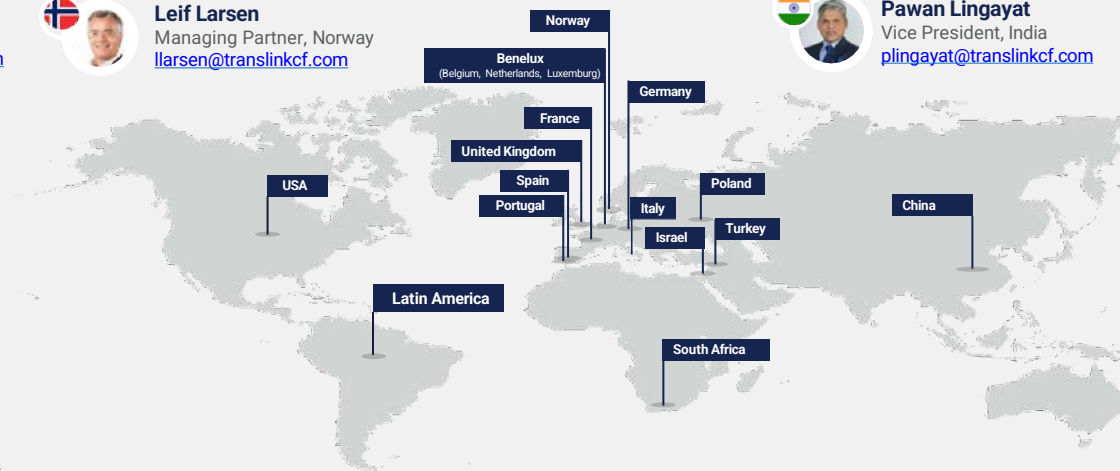 Leif Larsen
Managing Partner, Norway
llarsen@translinkcf.com
Pawan Lingayat
Vice President, India
plingayat@translinkcf.com
Norway
Benelux
(Belgium, Netherlands, Luxemburg)
Germany
France
United Kingdom
USA
Spain
Poland
Portugal
Italy
China
Turkey
Israel
Latin America
South Africa